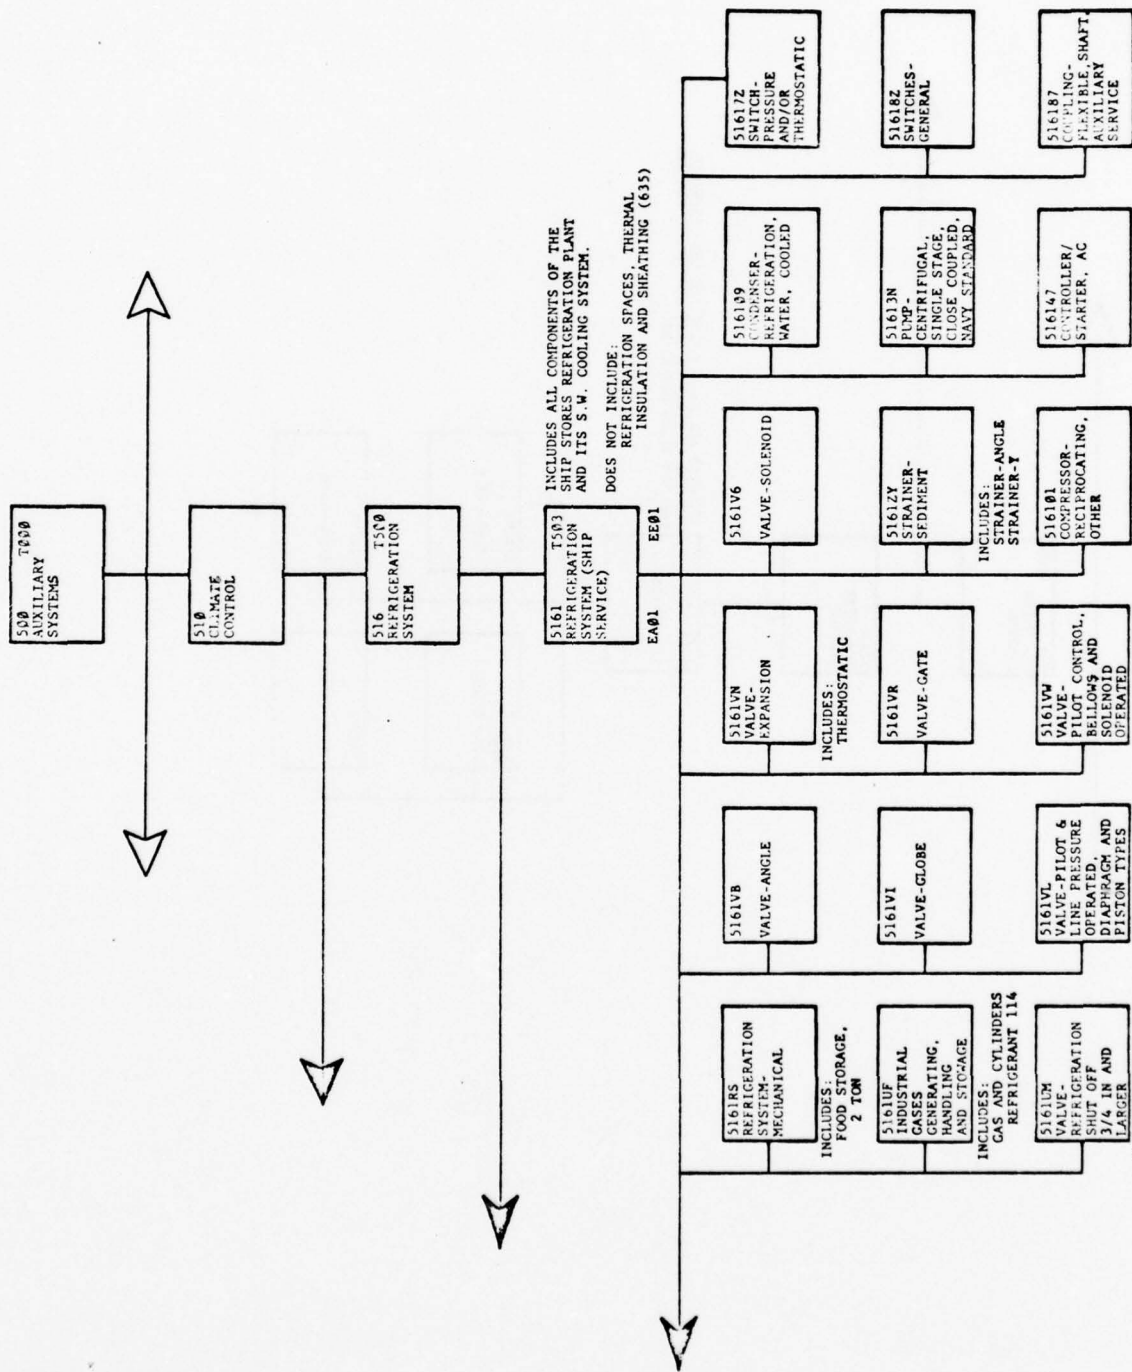 500 T000
AUXILIARY
SYSTEMS
510
CLIMATE
CONTROL
516 T500
REFRIGERATION
SYSTEM
5161 T503
REFRIGERATION
SYSTEM (SHIP
SERVICE)
EA01 EE01
INCLUDES ALL COMPONENTS OF THE
SHIP STORES REFRIGERATION PLANT
AND ITS S.W. COOLING SYSTEM.
DOES NOT INCLUDE:
REFRIGERATION SPACES, THERMAL
INSULATION AND SHEATHING (635)
5161RS
REFRIGERATION
SYSTEM-
MECHANICAL
INCLUDES:
FOOD STORAGE,
2 TON
5161UF
INDUSTRIAL
GASES
GENERATING,
HANDLING
AND STOWAGE
INCLUDES:
GAS AND CYLINDERS
REFRIGERANT 114
5161UM
VALVE-
REFRIGERATION
SHUT OFF
3/4 IN AND
LARGER
5161VB
VALVE-ANGLE
5161VI
VALVE-GLOBE
5161VL
VALVE-PILOT &
LINE PRESSURE
OPERATED,
DIAPHRAGM AND
PISTON TYPES
5161VN
VALVE-
EXPANSION
INCLUDES:
THERMOSTATIC
5161VR
VALVE-GATE
5161VW
VALVE-
PILOT CONTROL,
BELLOWS AND
SOLENOID
OPERATED
5161V6
VALVE-SOLENOID
5161ZY
STRAINER-
SEDIMENT
INCLUDES:
STRAINER-ANGLE
STRAINER-Y
516101
COMPRESSOR-
RECIPROCATING,
OTHER
516109
CONDENSER-
REFRIGERATION,
WATER, COOLED
51613N
PUMP-
CENTRIFUGAL,
SINGLE STAGE,
CLOSE COUPLED,
NAVY STANDARD
516147
CONTROLLER/
STARTER, AC
51617Z
SWITCH-
PRESSURE
AND/OR
THERMOSTATIC
51618Z
SWITCHES-
GENERAL
516187
COUPLING-
FLEXIBLE, SHAFT,
AUXILIARY
SERVICE